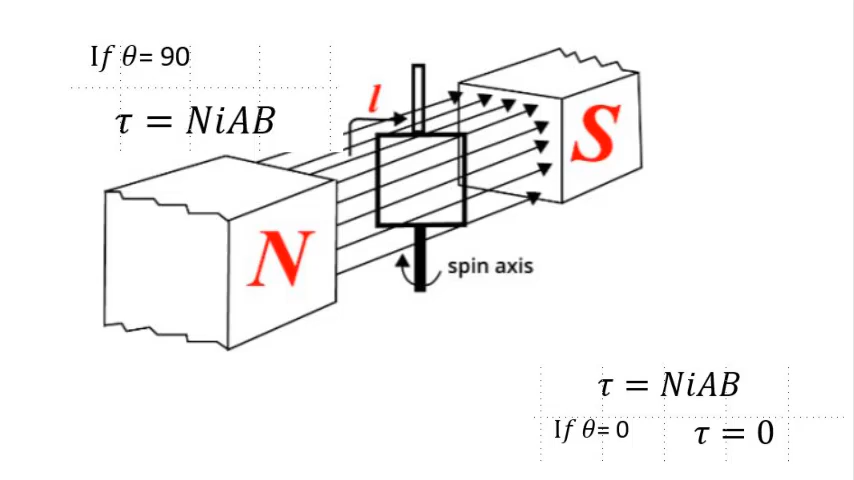 If θ= 90
τ = NiAB
l
S
N
spin axis
τ = NiAB
If θ= 0
τ = 0